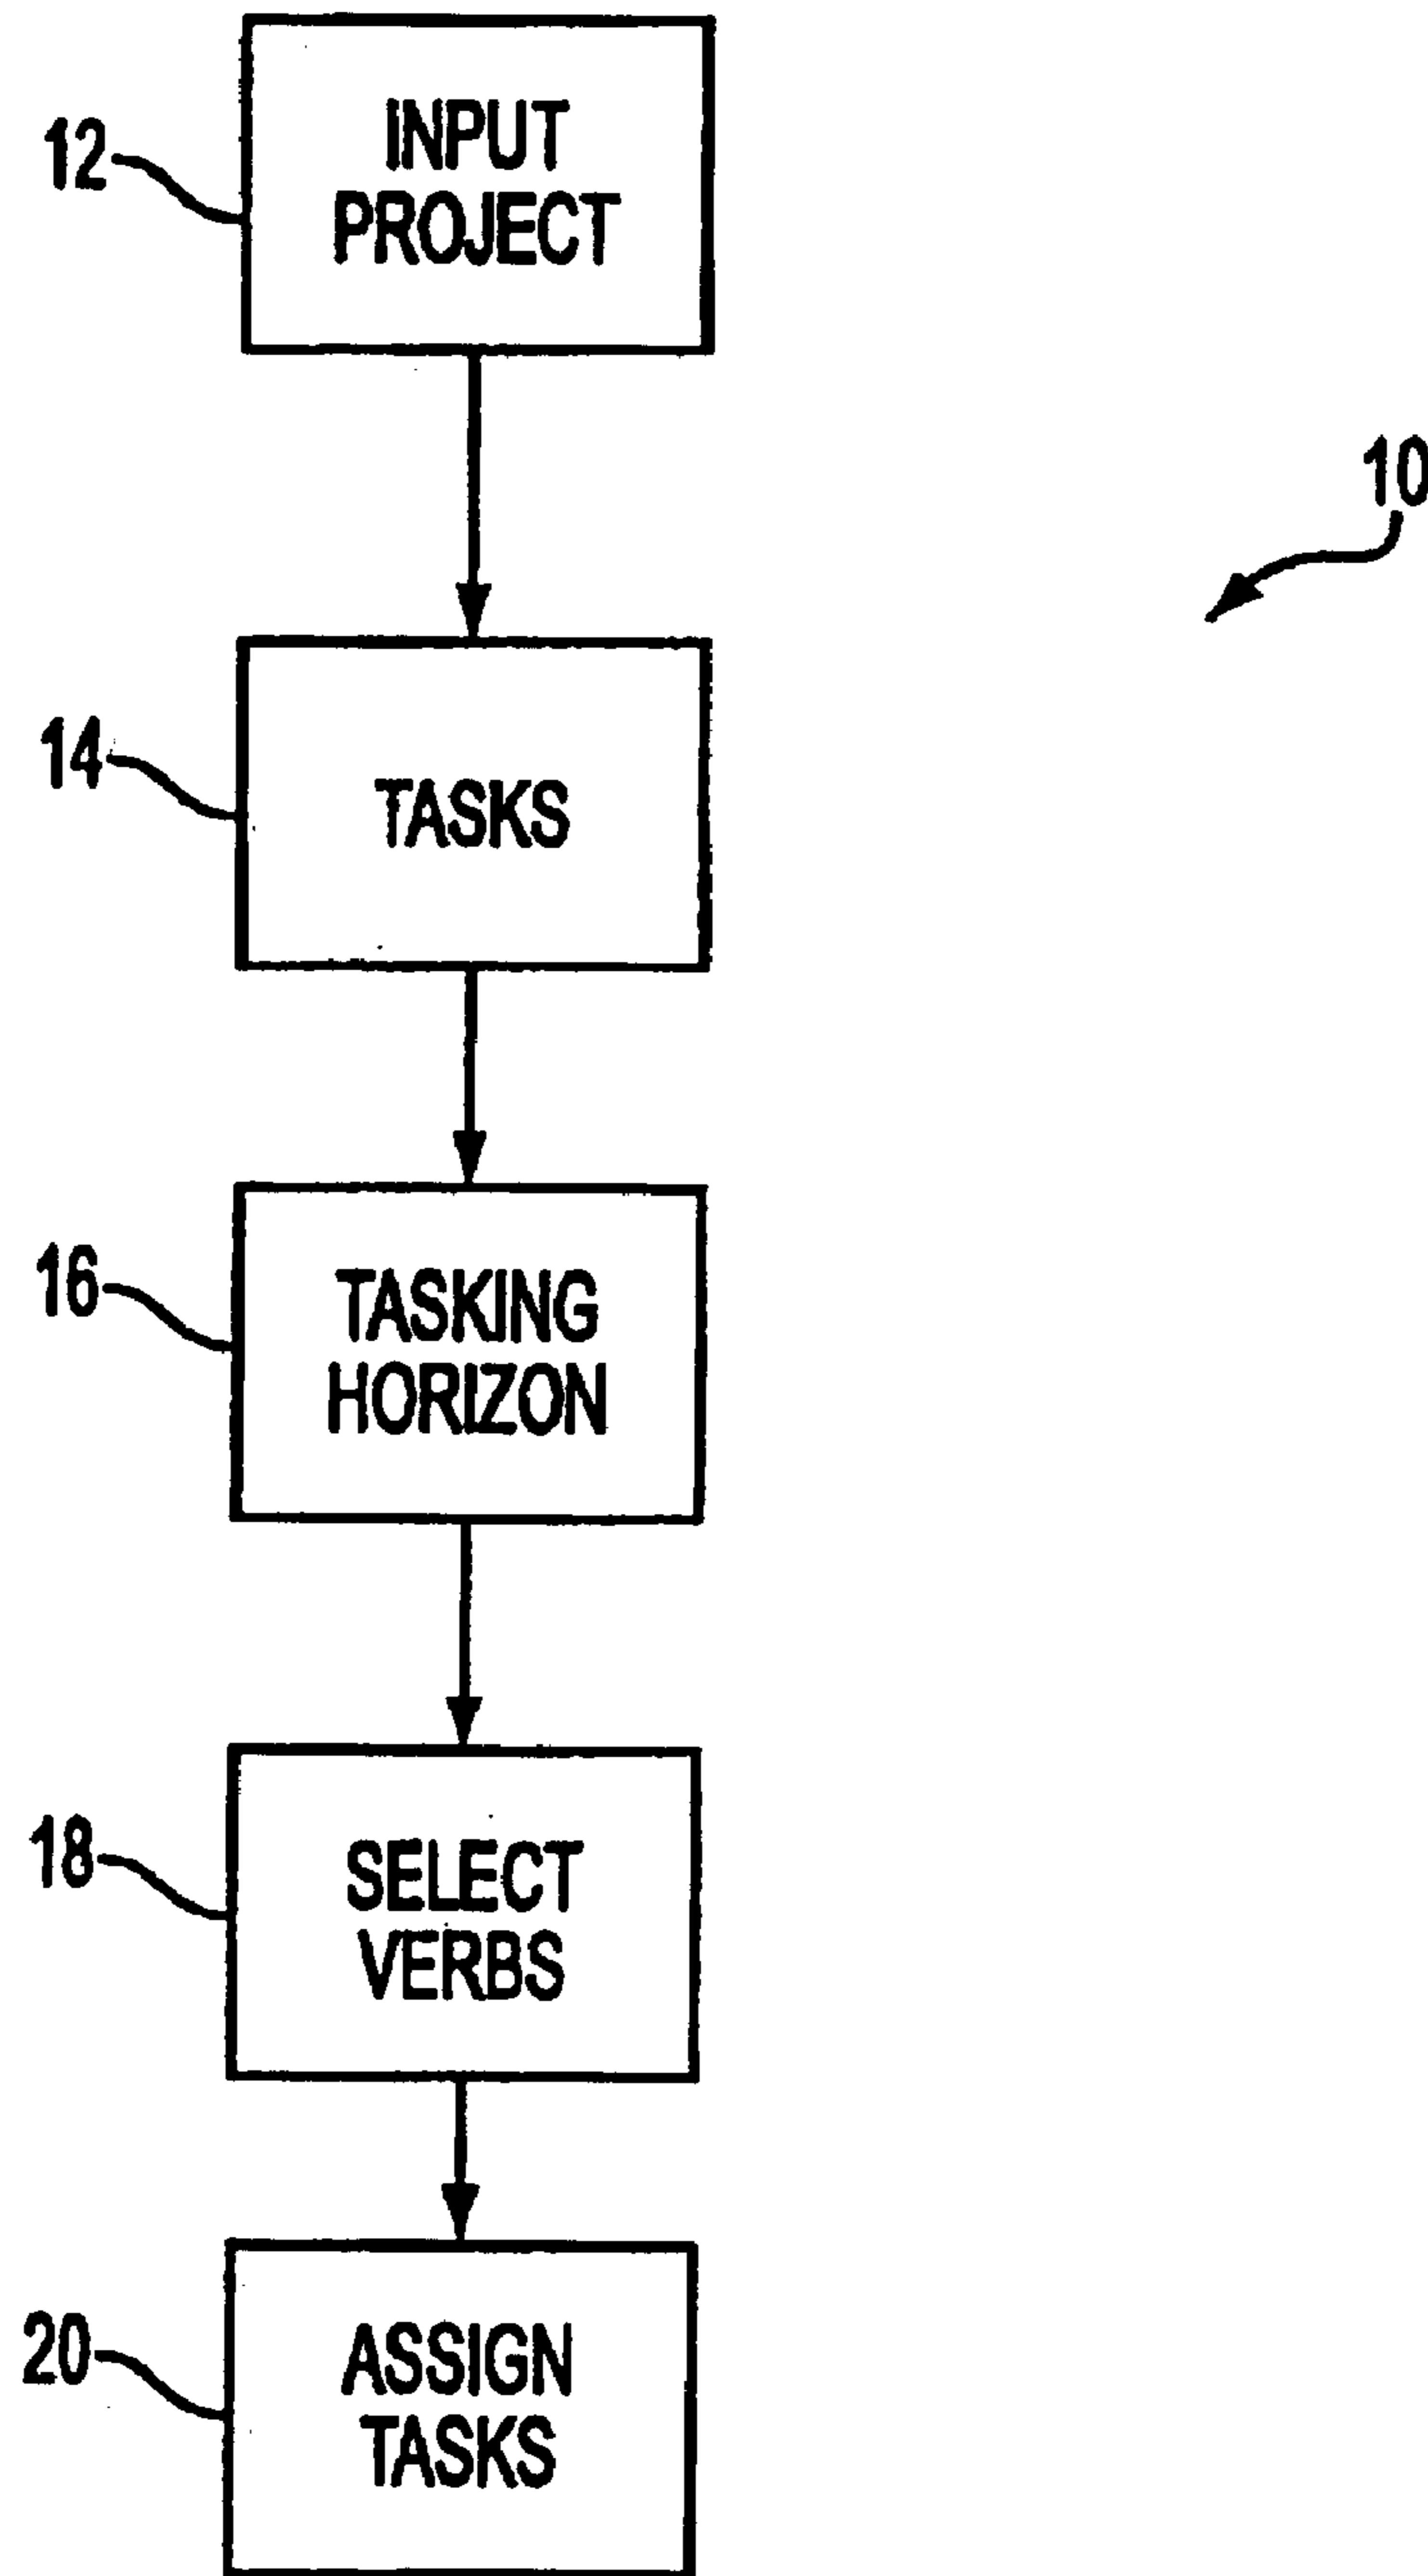 12
INPUT
PROJECT
10
14
TASKS
16
TASKING
HORIZON
18
SELECT
VERBS
20
ASSIGN
TASKS